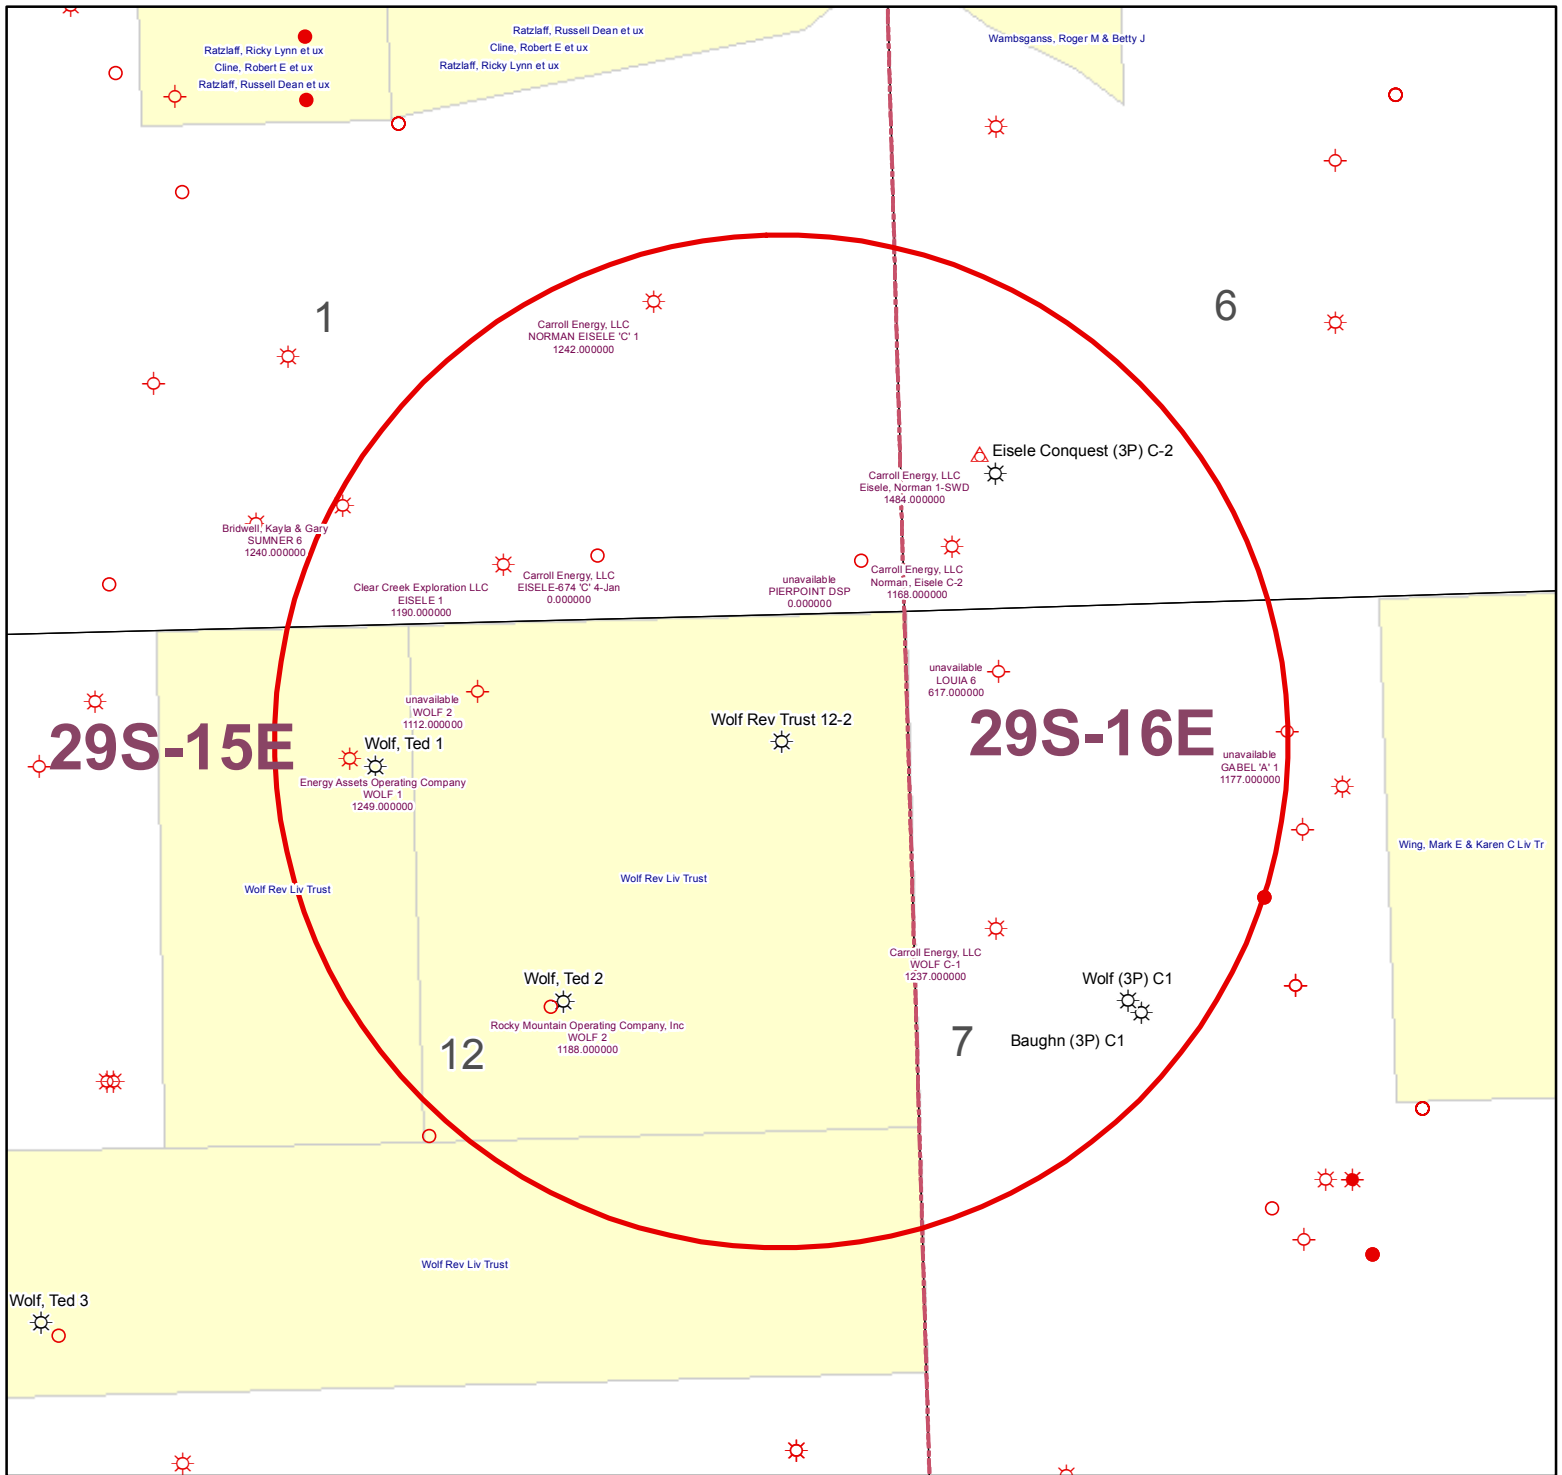 Ratzlaff, Ricky Lynn et ux
Cline, Robert E et ux
Ratzlaff, Russell Dean et ux
Ratzlaff, Russell Dean et ux
Cline, Robert E et ux
Ratzlaff, Ricky Lynn et ux
Wambsganss, Roger M & Betty J
1
6
Carroll Energy, LLC
NORMAN EISELE 'C' 1
1242.000000
Eisele Conquest (3P) C-2
Carroll Energy, LLC
Eisele, Norman 1-SWD
1484.000000
Bridwell, Kayla & Gary
SUMNER 6
1240.000000
Clear Creek Exploration LLC
EISELE 1
1190.000000
Carroll Energy, LLC
EISELE-674 'C' 4-Jan
0.000000
unavailable
PIERPOINT DSP
0.000000
Carroll Energy, LLC
Norman, Eisele C-2
1168.000000
unavailable
LOUIA 6
617.000000
unavailable
WOLF 2
1112.000000
29S-15E
Wolf, Ted 1
Wolf Rev Trust 12-2
29S-16E
unavailable
GABEL 'A' 1
1177.000000
Energy Assets Operating Company
WOLF 1
1249.000000
Wing, Mark E & Karen C Liv Tr
Wolf Rev Liv Trust
Wolf Rev Liv Trust
Carroll Energy, LLC
WOLF C-1
1237.000000
Wolf, Ted 2
Wolf (3P) C1
Rocky Mountain Operating Company, Inc
WOLF 2
1188.000000
12
7
Baughn (3P) C1
Wolf Rev Liv Trust
Wolf, Ted 3